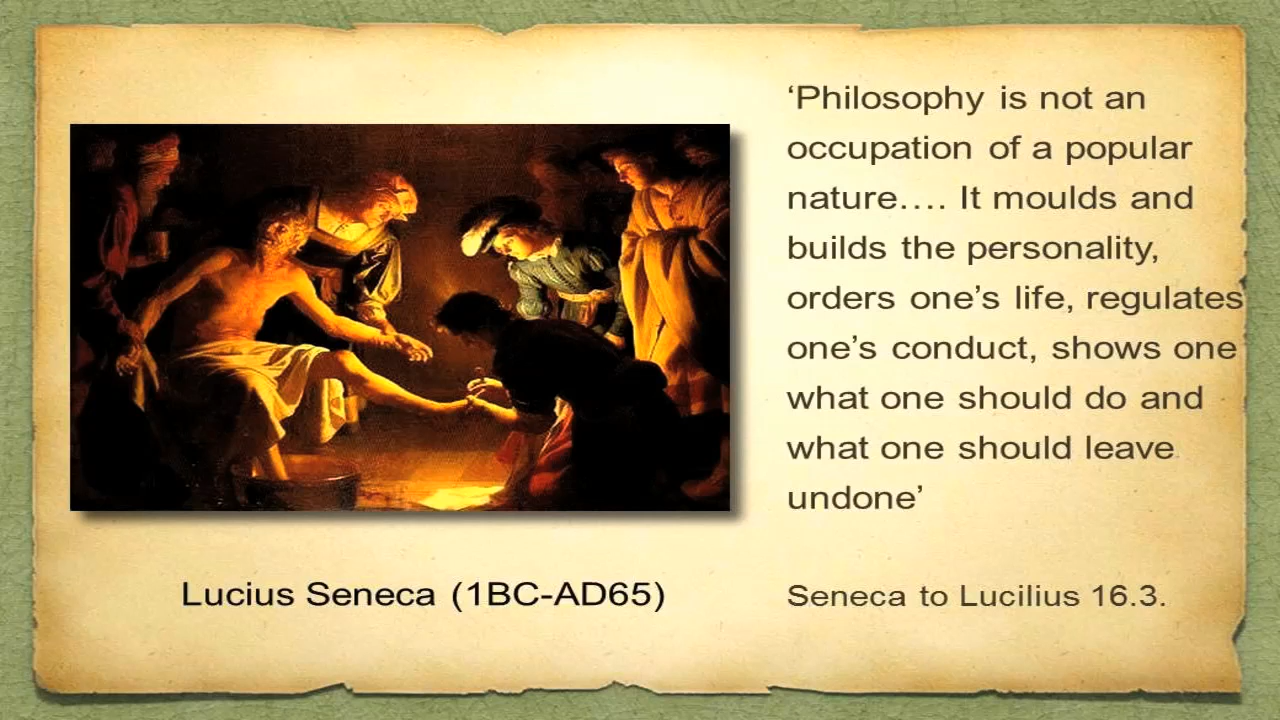 ‘Philosophy is not an
occupation of a popular
nature…. It moulds and
builds the personality,
orders one’s life, regulates
one’s conduct, shows one
what one should do and
what one should leave
undone’
Lucius Seneca (1BC-AD65)
Seneca to Lucilius 16.3.